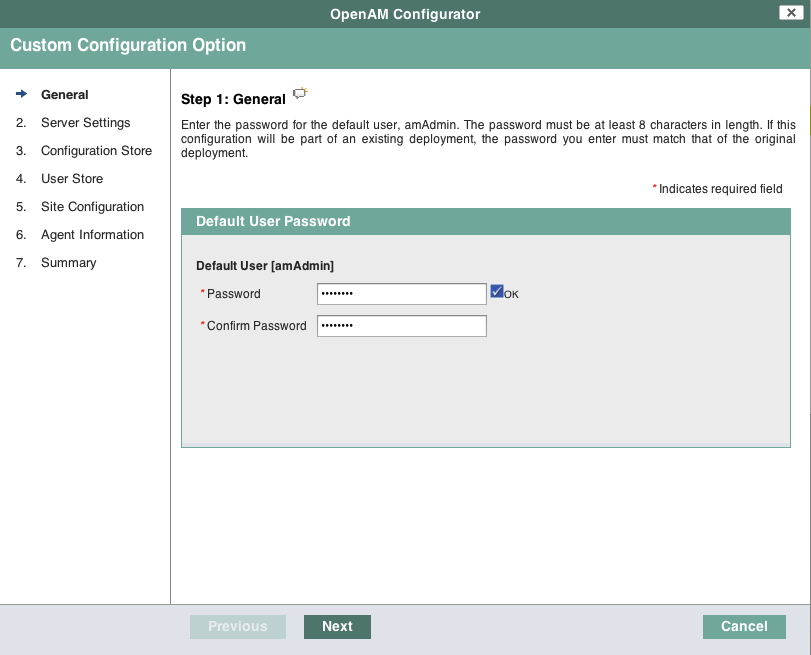 OpenAM Configurator
Custom Configuration Option
General
2. Server Settings
3. Configuration Store
4. User Store
5. Site Configuration
6. Agent Information
7. Summary
Step 1: General
Enter the password for the default user, amAdmin. The password must be at least 8 characters in length. If this
configuration will be part of an existing deployment, the password you enter must match that of the original
deployment.
* Indicates required field
Default User Password
Default User [amAdmin]
* Password •••••••• OK
* Confirm Password ••••••••
Previous Next Cancel